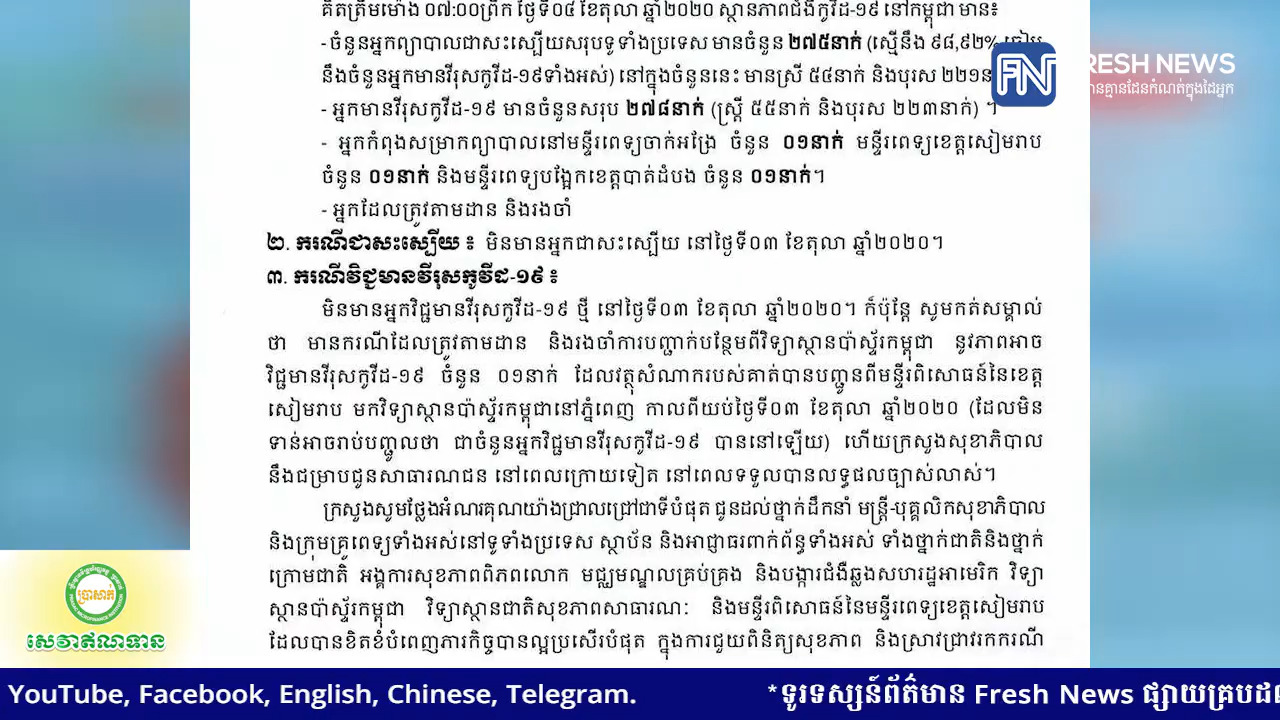 គិតត្រឹមម៉ោង ០៧:០០ព្រឹក ថ្ងៃទី០៤ ខែតុលា ឆ្នាំ២០២០ ស្ថានភាពជំងឺកូវីដ-១៩ នៅកម្ពុជា មាន៖
- ចំនួនអ្នកព្យាបាលជាសះស្បើយសរុបទូទាំងប្រទេស មានចំនួន ២៧៥នាក់ (ស្មើនឹង ៩៨,៩២%
នឹងចំនួនអ្នកមានវីរុសកូវីដ-១៩ទាំងអស់) នៅក្នុងចំនួននេះ មានស្រី ៥៤នាក់ និងបុរស ២២១
- អ្នកមានវីរុសកូវីដ-១៩ មានចំនួនសរុប ២៧៨នាក់ (ស្ត្រី ៥៥នាក់ និងបុរស ២២៣នាក់) ។
- អ្នកកំពុងសម្រាកព្យាបាលនៅមន្ទីរពេទ្យចាក់អង្រែ ចំនួន ០១នាក់ មន្ទីរពេទ្យខេត្តសៀមរាប
ចំនួន ០១នាក់ និងមន្ទីរពេទ្យបង្អែកខេត្តបាត់ដំបង ចំនួន ០១នាក់។
- អ្នកដែលត្រូវតាមដាន និងរង់ចាំ
២. ករណីជាសះស្បើយ ៖ មិនមានអ្នកជាសះស្បើយ នៅថ្ងៃទី០៣ ខែតុលា ឆ្នាំ២០២០។
៣. ករណីវិជ្ជមានវីរុសកូវីដ-១៩ ៖
មិនមានអ្នកវិជ្ជមានវីរុសកូវីដ-១៩ ថ្មី នៅថ្ងៃទី០៣ ខែតុលា ឆ្នាំ២០២០។ ក៏ប៉ុន្តែ សូមកត់សម្គាល់
ថា មានករណីដែលត្រូវតាមដាន និងរង់ចាំការបញ្ជាក់បន្ថែមពីវិទ្យាស្ថានប៉ាស្ទ័រកម្ពុជា នូវភាពអាច
វិជ្ជមានវីរុសកូវីដ-១៩ ចំនួន ០១នាក់ ដែលវត្ថុសំណាករបស់គាត់បានបញ្ជូនពីមន្ទីរពិសោធន៍នៃខេត្ត
សៀមរាប មកវិទ្យាស្ថានប៉ាស្ទ័រកម្ពុជានៅភ្នំពេញ កាលពីយប់ថ្ងៃទី០៣ ខែតុលា ឆ្នាំ២០២០ (ដែលមិន
ទាន់អាចរាប់បញ្ចូលថា ជាចំនួនអ្នកវិជ្ជមានវីរុសកូវីដ-១៩ បាននៅឡើយ) ហើយក្រសួងសុខាភិបាល
នឹងជម្រាបជូនសាធារណជន នៅពេលក្រោយទៀត នៅពេលទទួលបានលទ្ធផលច្បាស់លាស់។
ក្រសួងសូមថ្លែងអំណរគុណយ៉ាងជ្រាលជ្រៅជាទីបំផុត ជូនដល់ថ្នាក់ដឹកនាំ មន្ត្រី-បុគ្គលិកសុខាភិបាល
និងក្រុមគ្រូពេទ្យទាំងអស់នៅទូទាំងប្រទេស ស្ថាប័ន និងអាជ្ញាធរពាក់ព័ន្ធទាំងអស់ ទាំងថ្នាក់ជាតិនិងថ្នាក់
ក្រោមជាតិ អង្គការសុខភាពពិភពលោក មជ្ឈមណ្ឌលគ្រប់គ្រង និងបង្ការជំងឺឆ្លងសហរដ្ឋអាមេរិក វិទ្យា
ស្ថានប៉ាស្ទ័រកម្ពុជា វិទ្យាស្ថានជាតិសុខភាពសាធារណៈ និងមន្ទីរពិសោធន៍នៃមន្ទីរពេទ្យខេត្តសៀមរាប
ដែលបានខិតខំបំពេញភារកិច្ចបានល្អប្រសើរបំផុត ក្នុងការជួយពិនិត្យសុខភាព និងស្រាវជ្រាវរកករណី
FN FRESH NEWS
ព័ត៌មានគ្មានដែនកំណត់ក្នុងដៃអ្នក
ប្រាសាក់
សេវាឥណទាន
YouTube, Facebook, English, Chinese, Telegram. *ទូរទស្សន៍ព័ត៌មាន Fresh News ផ្សាយគ្រប់